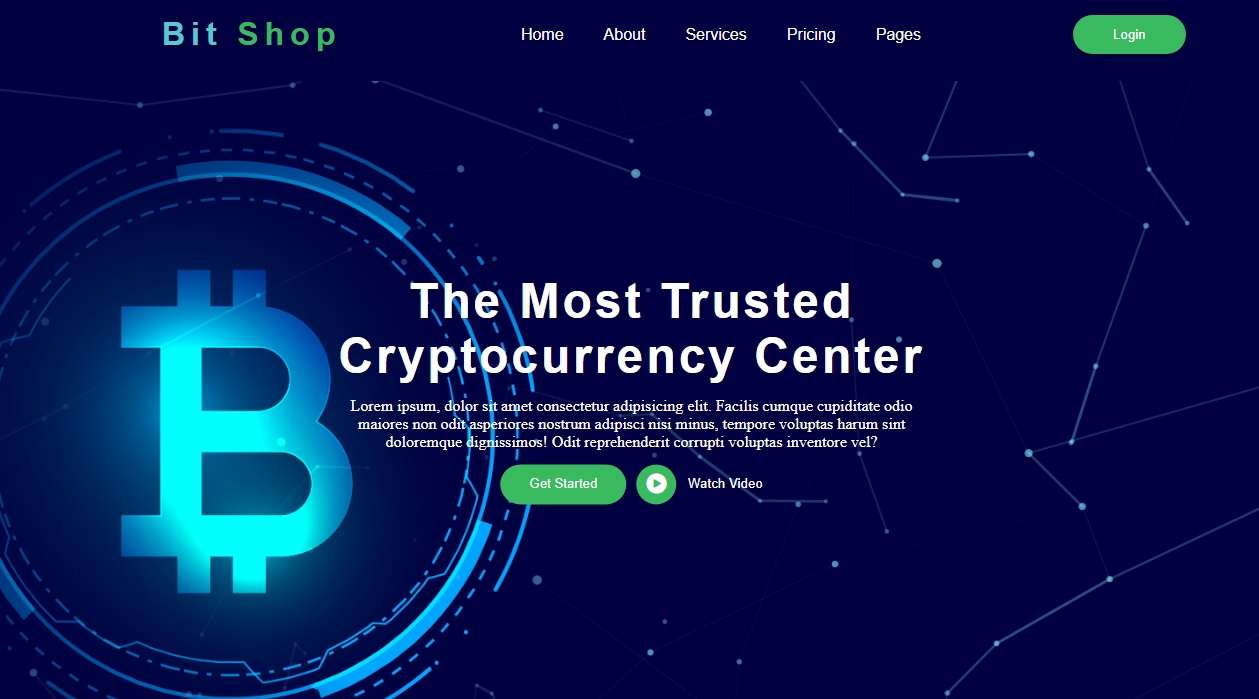 Bit Shop
Home About Services Pricing Pages
Login
The Most Trusted
Cryptocurrency Center
Lorem ipsum, dolor sit amet consectetur adipisicing elit. Facilis cumque cupiditate odio
maiores non odit asperiores nostrum adipisci nisi minus, tempore voluptas harum sint
doloremque dignissimos! Odit reprehenderit corrupti voluptas inventore vel?
Get Started
Watch Video